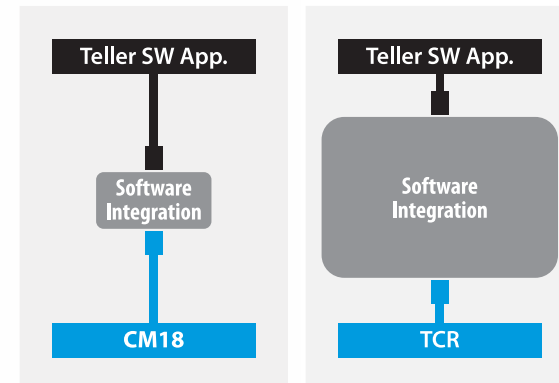 Teller SW App.
Software
Integration
CM18
Teller SW App.
Software
Integration
TCR